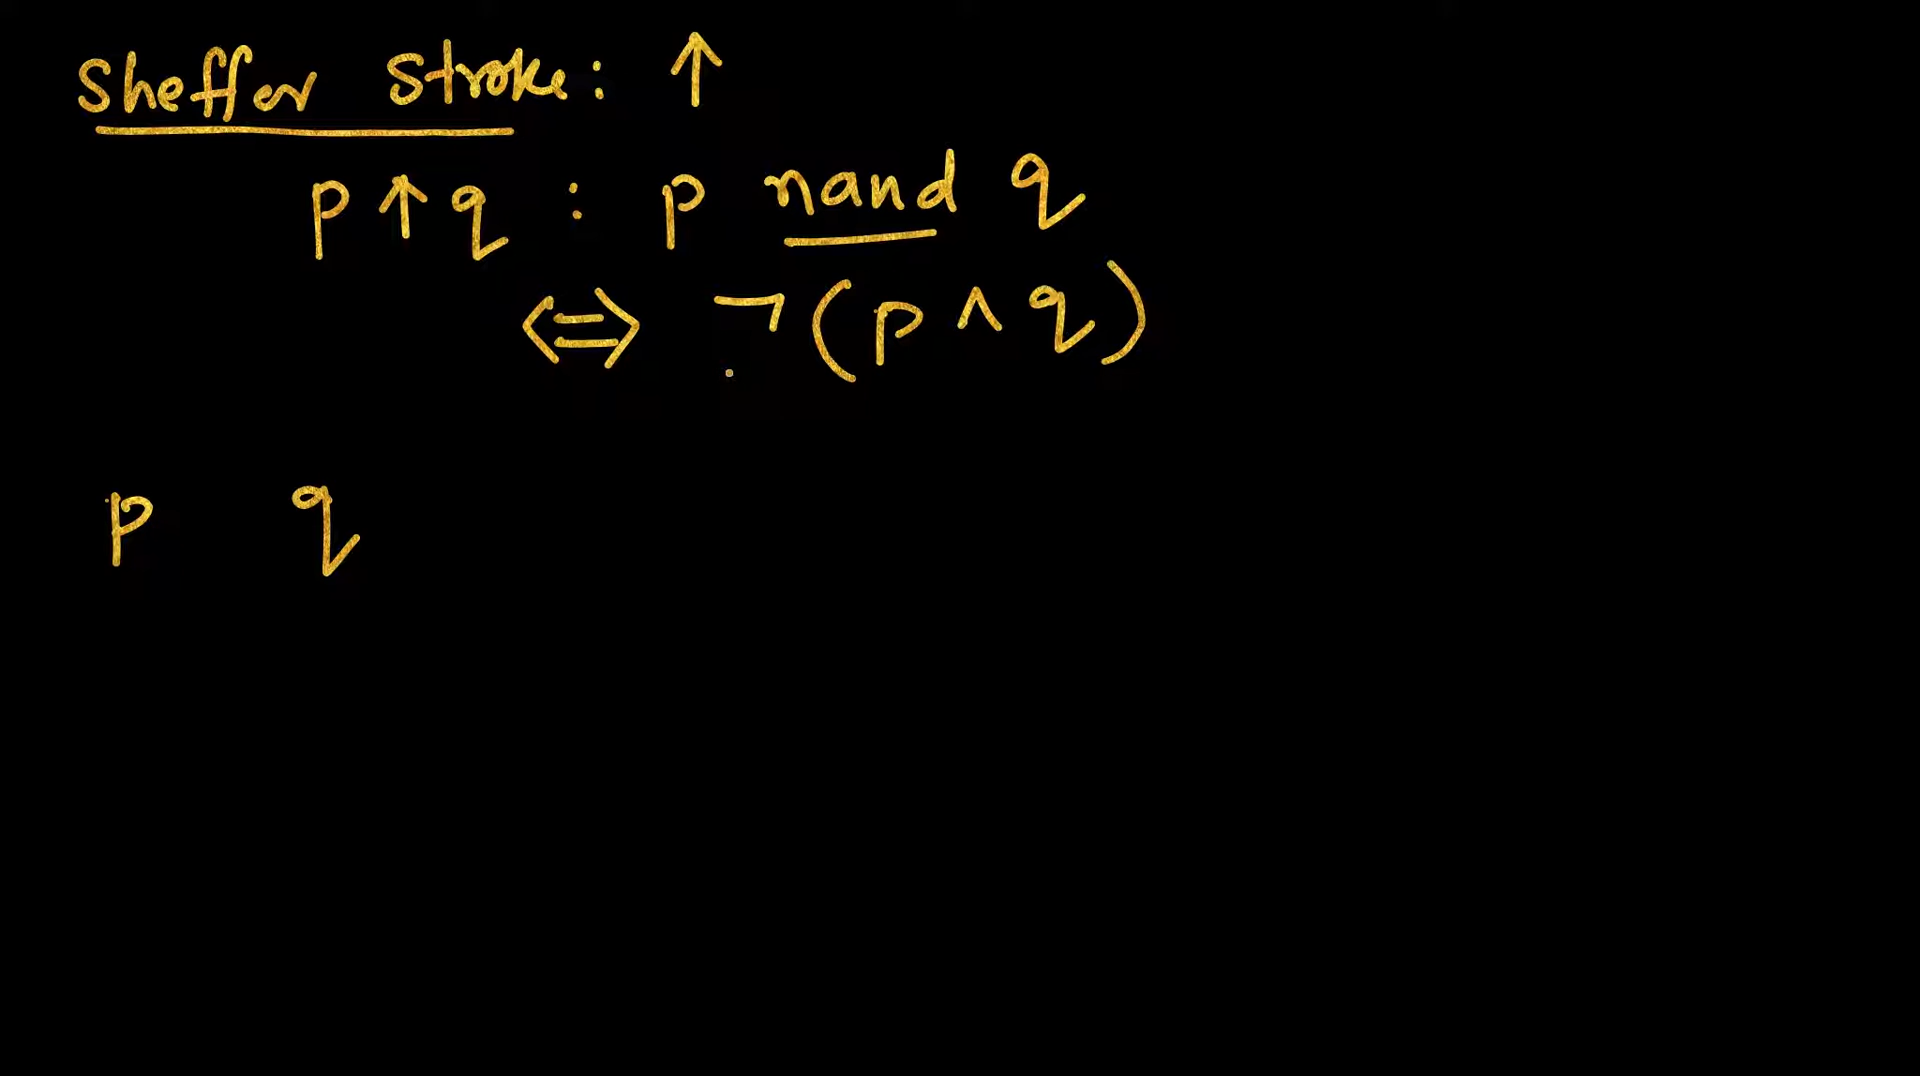 Sheffer Stroke: ↑
p ↑ q : p nand q
⇔ ¬(p ∧ q)
p q